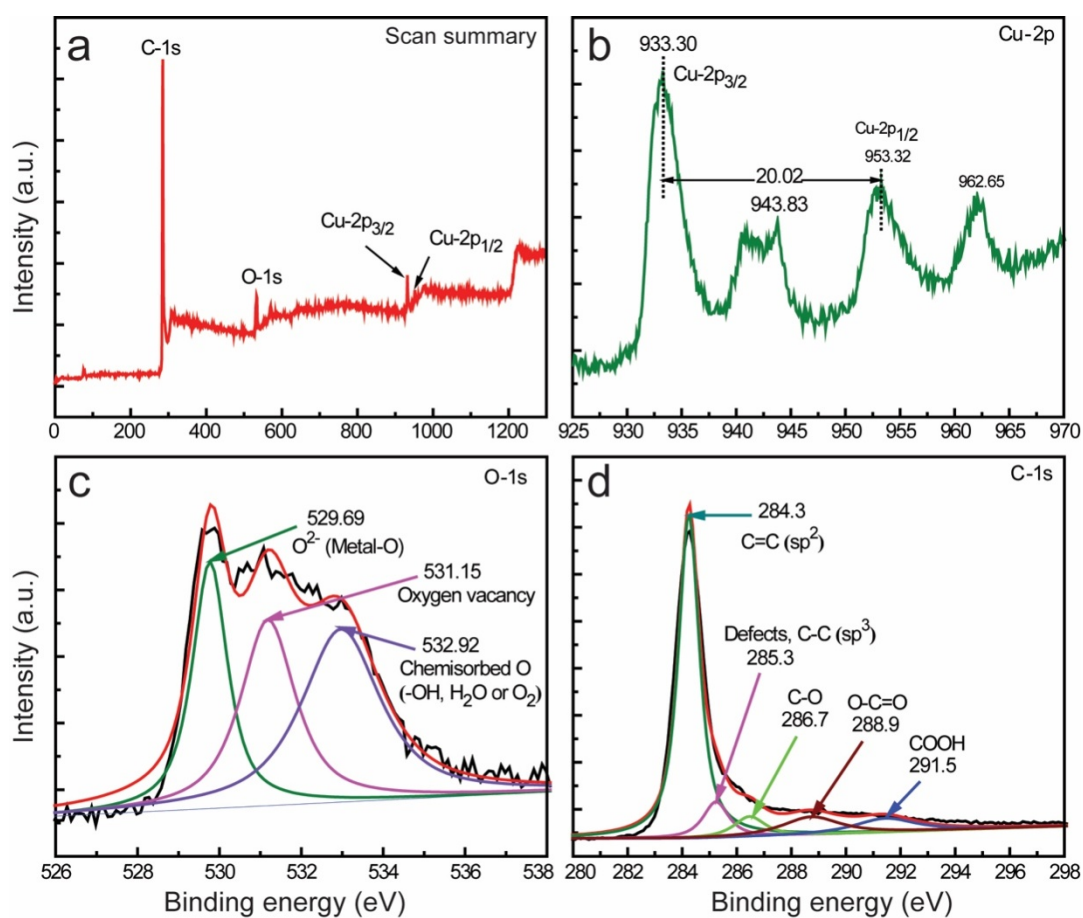 a
Scan summary
C-1s
O-1s
Cu-2p3/2
Cu-2p1/2
Intensity (a.u.)
0 200 400 600 800 1000 1200
b
Cu-2p
933.30
Cu-2p3/2
Cu-2p1/2
953.32
20.02
943.83
962.65
925 930 935 940 945 950 955 960 965 970
c
O-1s
529.69
O2- (Metal-O)
531.15
Oxygen vacancy
532.92
Chemisorbed O
(-OH, H2O or O2)
Intensity (a.u.)
526 528 530 532 534 536 538
Binding energy (eV)
d
C-1s
284.3
C=C (sp2)
Defects, C-C (sp3)
285.3
C-O
286.7
O-C=O
288.9
COOH
291.5
280 282 284 286 288 290 292 294 296 298
Binding energy (eV)